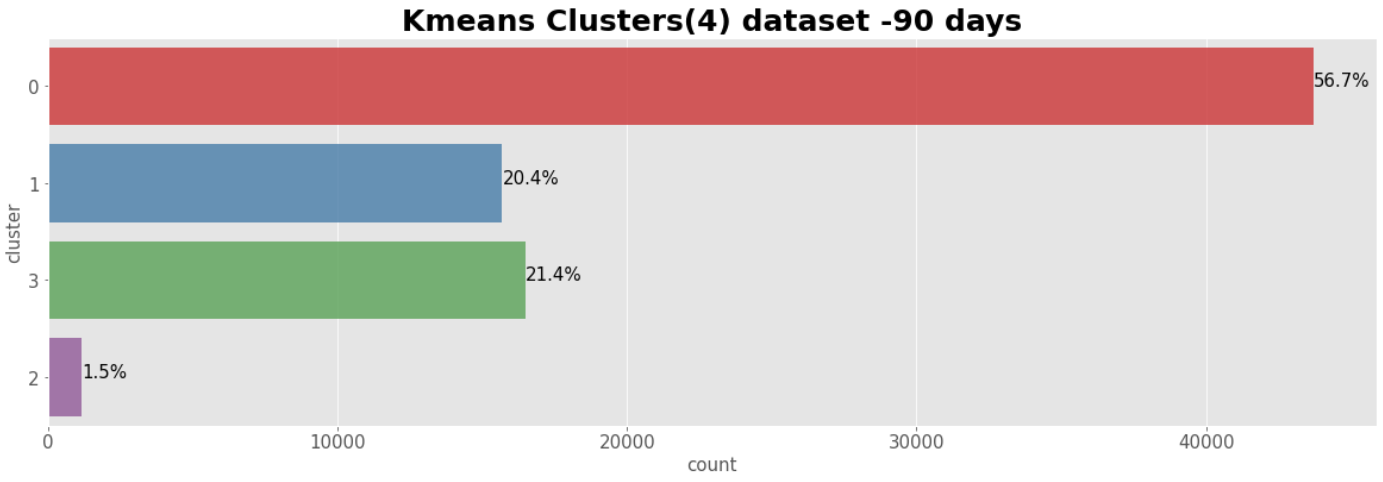 Kmeans Clusters(4) dataset -90 days
0
56.7%
1
20.4%
cluster
3
21.4%
2
1.5%
0 10000 20000 30000 40000
count